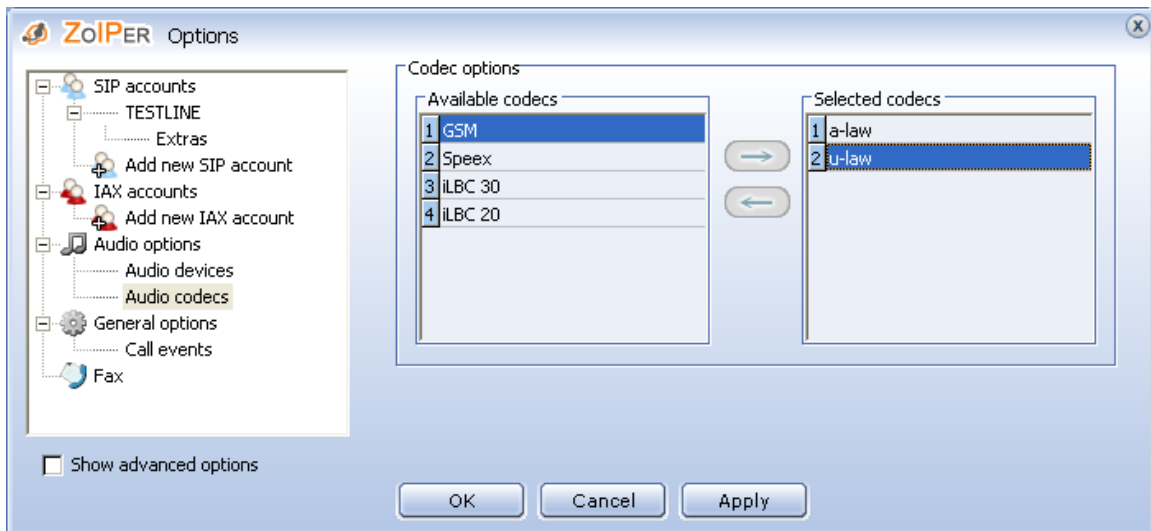 ZoIPER Options
SIP accounts
TESTLINE
Extras
Add new SIP account
IAX accounts
Add new IAX account
Audio options
Audio devices
Audio codecs
General options
Call events
Fax
Show advanced options
Codec options
Available codecs
1 GSM
2 Speex
3 iLBC 30
4 iLBC 20
Selected codecs
1 a-law
2 u-law
OK
Cancel
Apply